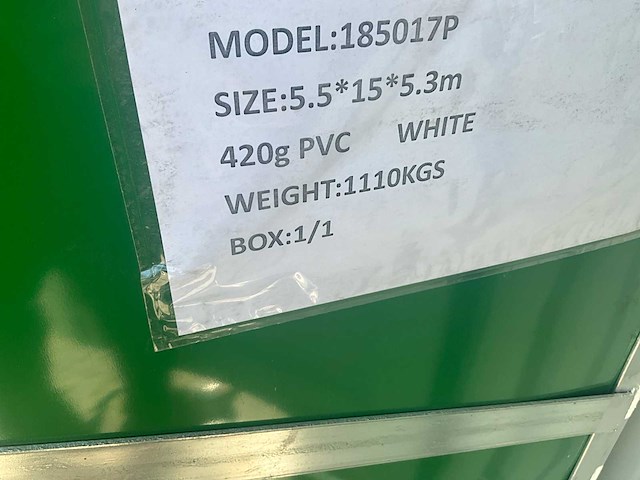 MODEL:185017P
SIZE:5.5*15*5.3m
420g PVC WHITE
WEIGHT:1110KGS
BOX:1/1